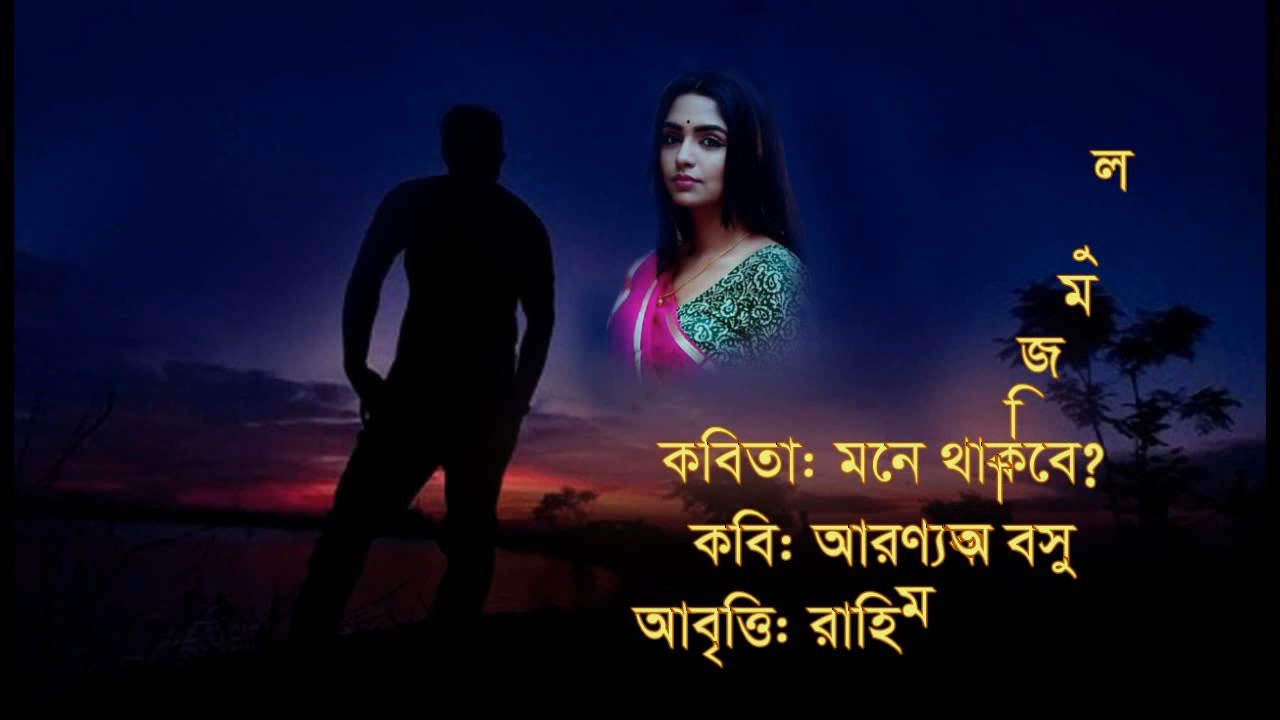 কবিতা: মনে থাকবে?
কবি: আরণ্যক বসু
আবৃত্তি: রাহিম